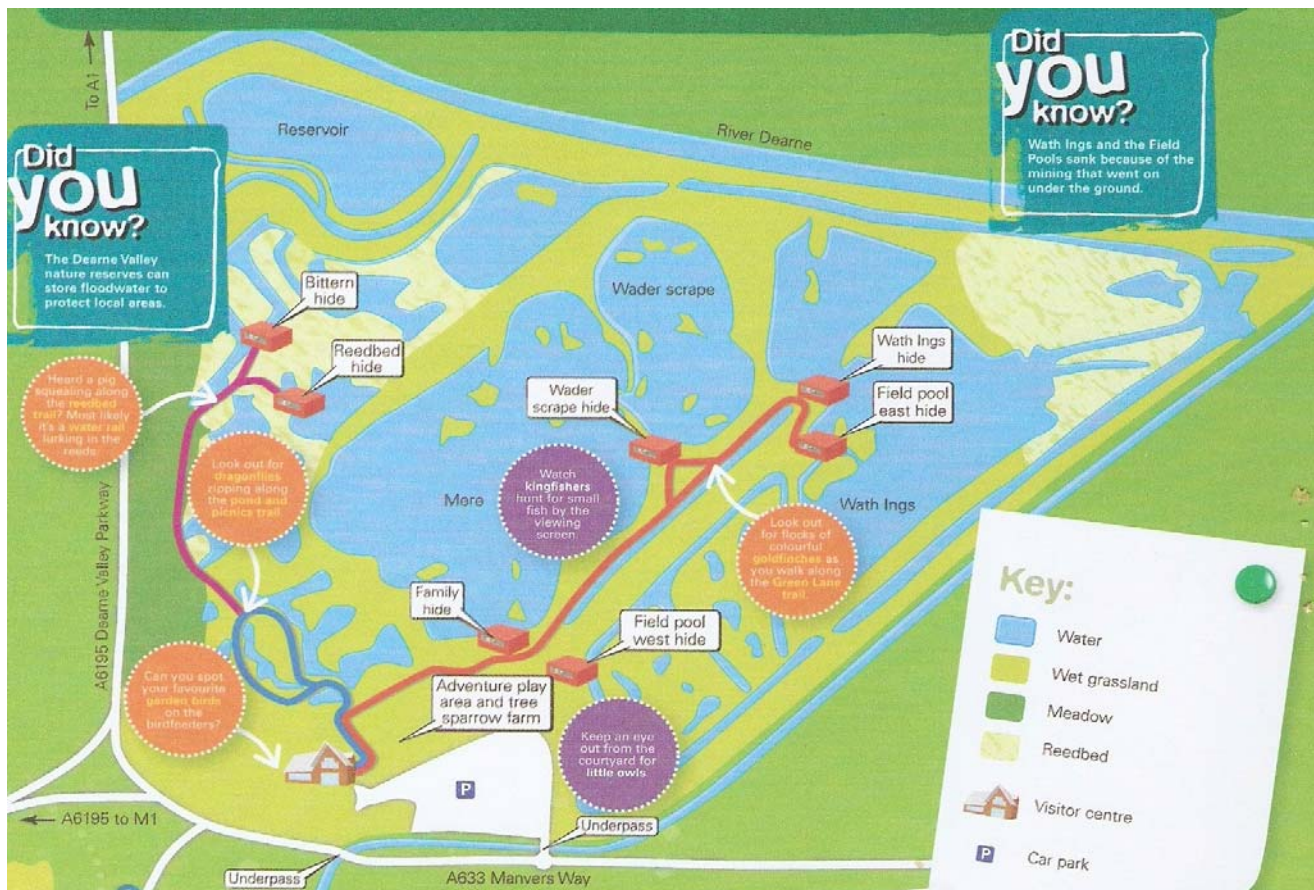 To A1
Did
you
know?
The Dearne Valley
nature reserves can
store floodwater to
protect local areas.
Reservoir
River Dearne
Did
you
know?
Wath Ings and the Field
Pools sank because of the
mining that went on
under the ground.
Bittern
hide
Reedbed
hide
Wader scrape
Wath Ings
hide
Field pool
east hide
Wader
scrape hide
Heard a pig
squealing along
the reedbed
trail? Most likely
it's a water rail
lurking in the
reeds.
Look out for
dragonflies
zipping along
the pond and
picnics trail
Mere
Watch
kingfishers
hunt for small
fish by the
viewing
screen.
Wath Ings
Look out
for flocks of
colourful
goldfinches as
you walk along
the Green Lane
trail.
A6195 Dearne Valley Parkway
Family
hide
Field pool
west hide
Can you spot
your favourite
garden birds
on the
birdfeeders?
Adventure play
area and tree
sparrow farm
Keep an eye
out from the
courtyard for
little owls
P
A6195 to M1
Underpass
Underpass
A633 Manvers Way
Key:
Water
Wet grassland
Meadow
Reedbed
Visitor centre
P Car park